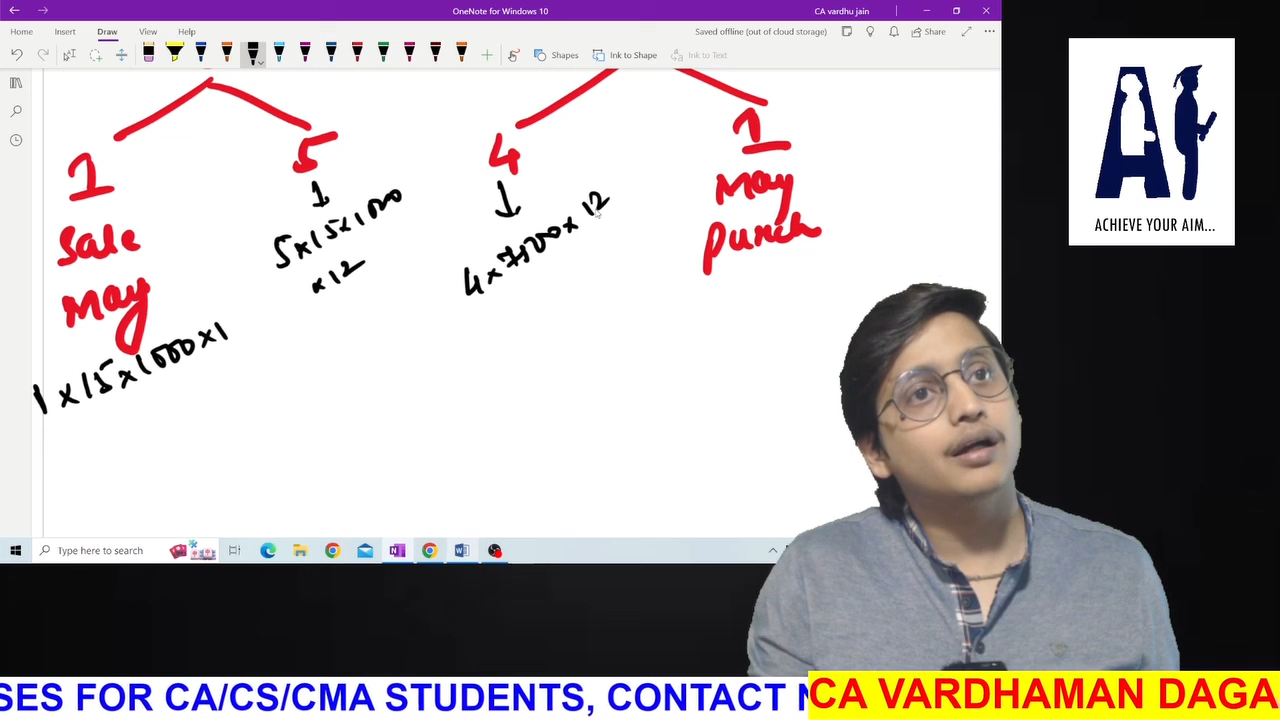 OneNote for Windows 10
CA vardhu jain
Home Insert Draw View Help
Saved offline (out of cloud storage)
Share
Shapes
Ink to Shape
Ink to Text
1
Sale
May
1 x 15 x 1000 x 1
5
5 x 15 x 1000
x 12
4
4 x 7500 x 12
1
May
Purch
Type here to search
ACHIEVE YOUR AIM...
SES FOR CA/CS/CMA STUDENTS, CONTACT N
CA VARDHAMAN DAGA